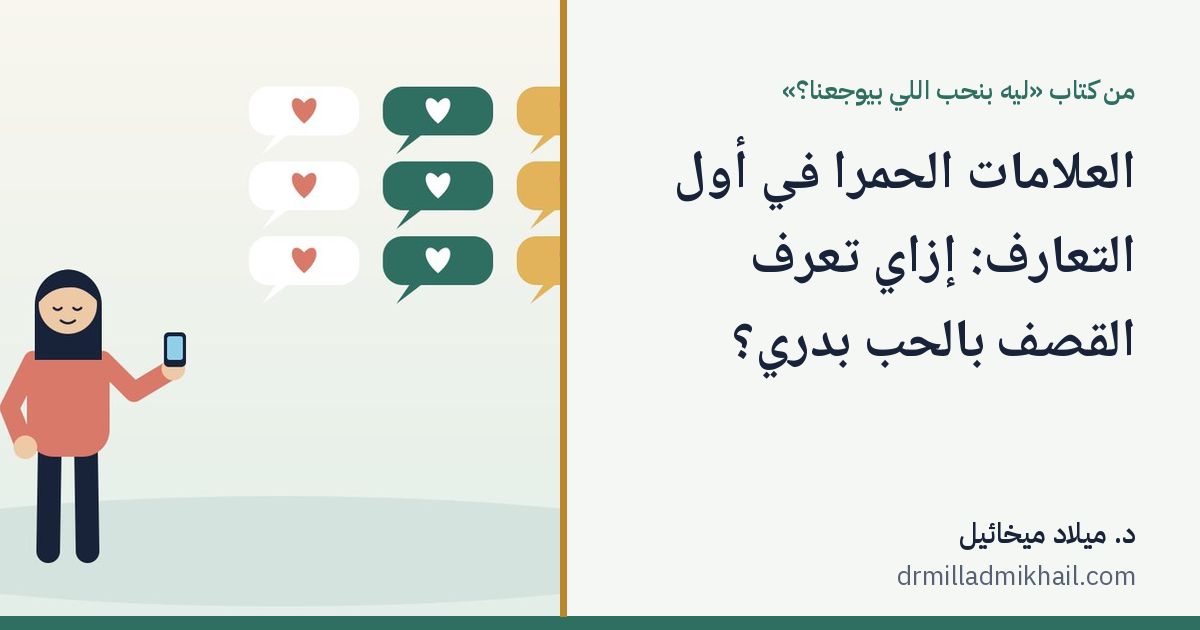 من كتاب «ليه بنحب اللي بيوجعنا؟»
العلامات الحمرا في أول
التعارف: إزاي تعرف
القصف بالحب بدري؟
د. ميلاد ميخائيل
drmilladmikhail.com